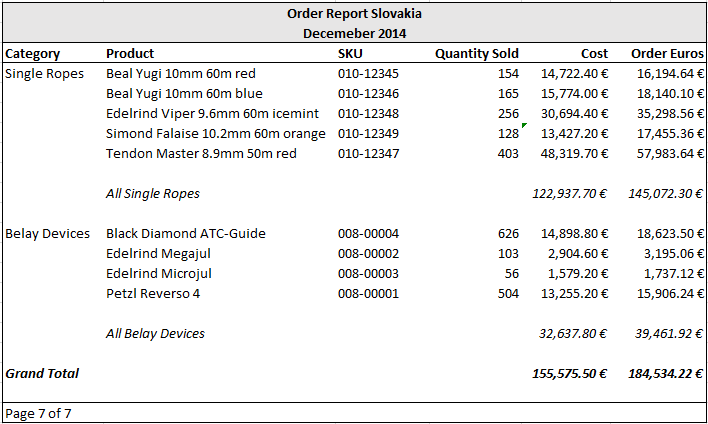 Order Report Slovakia
Decemeber 2014
Category Product SKU Quantity Sold Cost Order Euros
Single Ropes Beal Yugi 10mm 60m red 010-12345 154 14,722.40 € 16,194.64 €
Beal Yugi 10mm 60m blue 010-12346 165 15,774.00 € 18,140.10 €
Edelrind Viper 9.6mm 60m icemint 010-12348 256 30,694.40 € 35,298.56 €
Simond Falaise 10.2mm 60m orange 010-12349 128 13,427.20 € 17,455.36 €
Tendon Master 8.9mm 50m red 010-12347 403 48,319.70 € 57,983.64 €
All Single Ropes 122,937.70 € 145,072.30 €
Belay Devices Black Diamond ATC-Guide 008-00004 626 14,898.80 € 18,623.50 €
Edelrind Megajul 008-00002 103 2,904.60 € 3,195.06 €
Edelrind Microjul 008-00003 56 1,579.20 € 1,737.12 €
Petzl Reverso 4 008-00001 504 13,255.20 € 15,906.24 €
All Belay Devices 32,637.80 € 39,461.92 €
Grand Total 155,575.50 € 184,534.22 €
Page 7 of 7